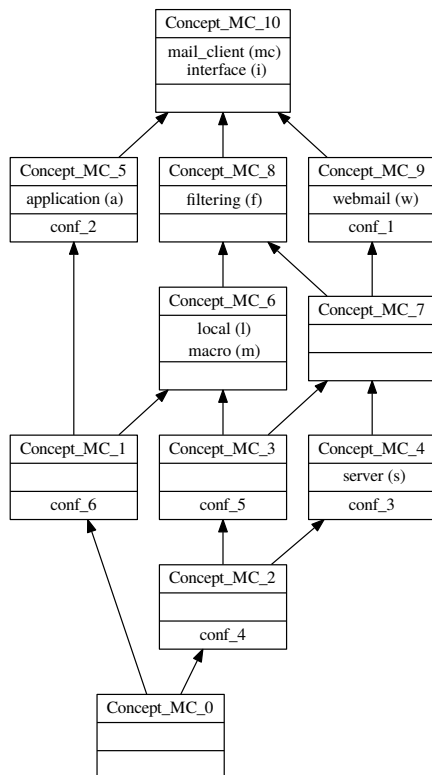 Concept_MC_10
mail_client (mc)
interface (i)
Concept_MC_5
application (a)
conf_2
Concept_MC_8
filtering (f)
Concept_MC_9
webmail (w)
conf_1
Concept_MC_6
local (l)
macro (m)
Concept_MC_7
Concept_MC_1
conf_6
Concept_MC_3
conf_5
Concept_MC_4
server (s)
conf_3
Concept_MC_2
conf_4
Concept_MC_0